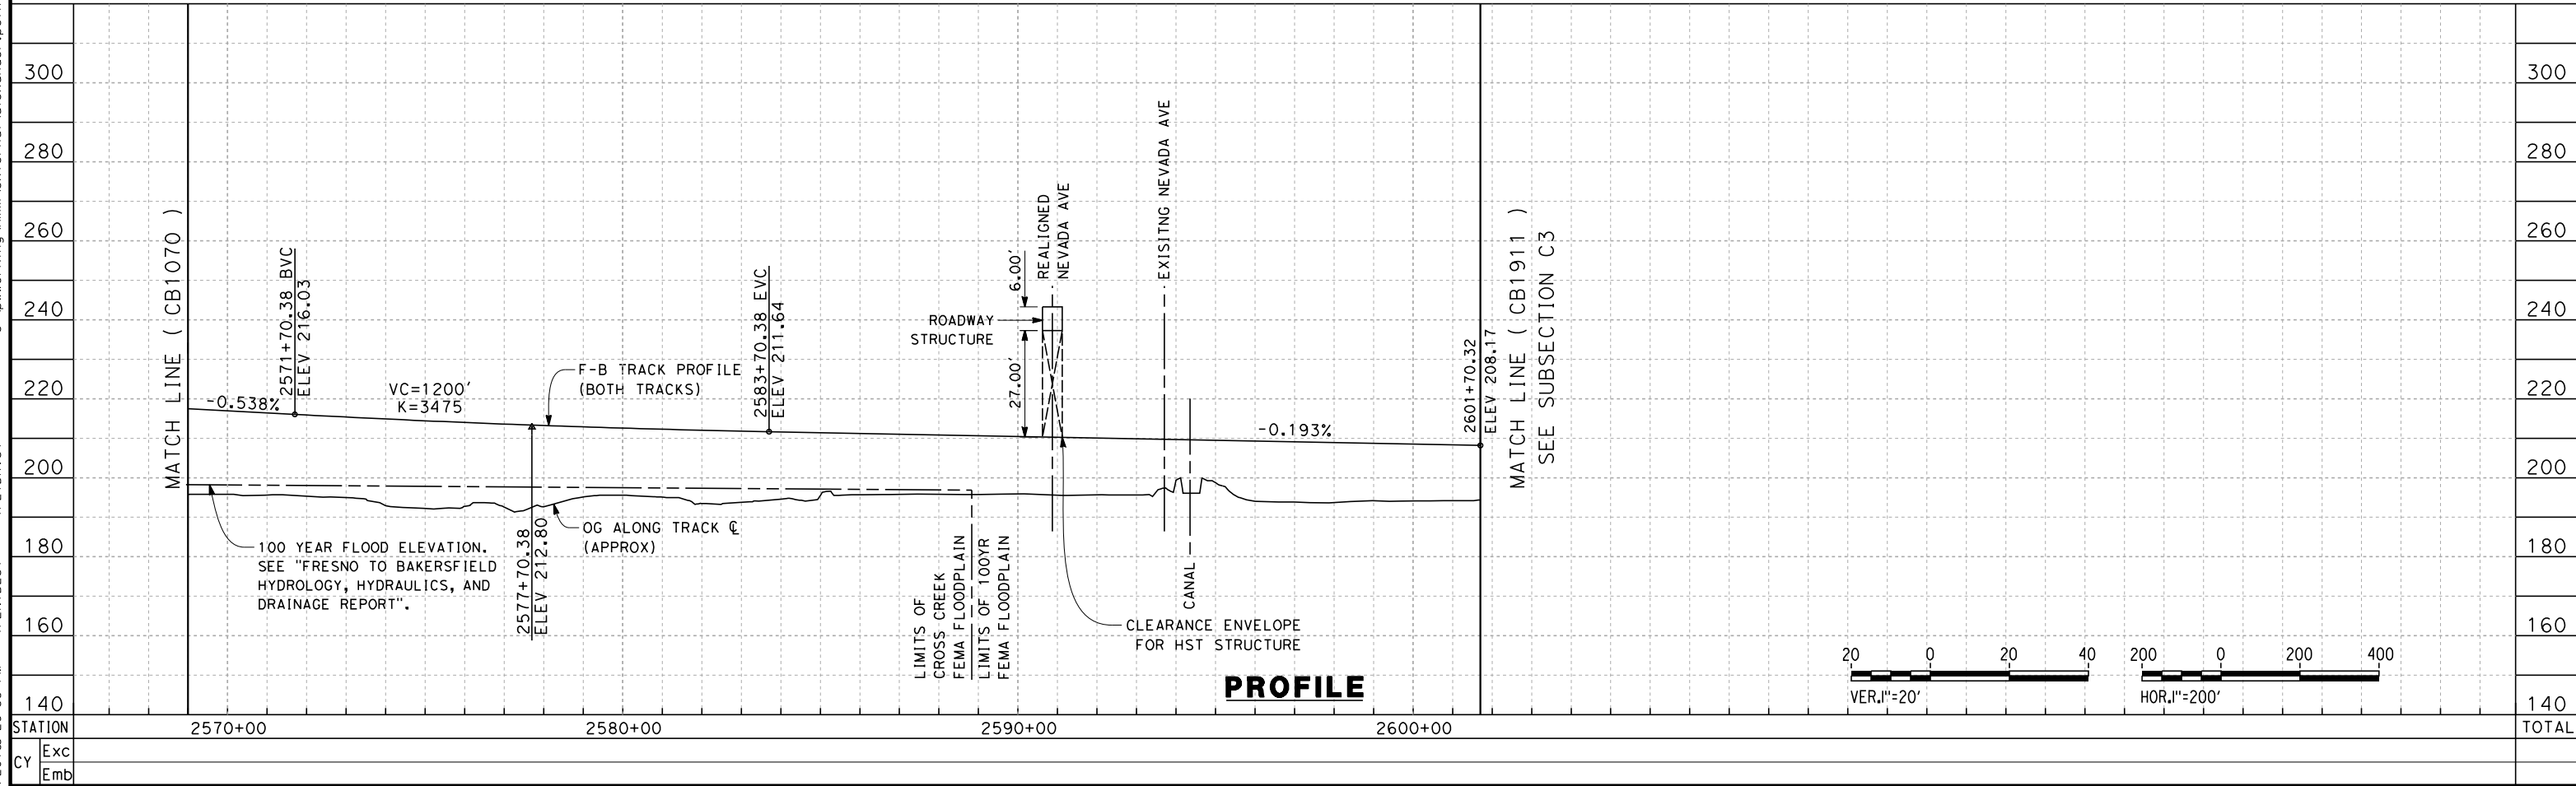 300
280
260
240
220
200
180
160
140
STATION
CY
Exc
Emb
MATCH LINE ( CB1070 )
-0.538%
2571+70.38 BVC
ELEV 216.03
VC=1200'
K=3475
F-B TRACK PROFILE
(BOTH TRACKS)
2583+70.38 EVC
ELEV 211.64
ROADWAY
STRUCTURE
6.00'
27.00'
REALIGNED
NEVADA AVE
EXISITNG NEVADA AVE
-0.193%
2601+70.32
ELEV 208.17
MATCH LINE ( CB1911 )
SEE SUBSECTION C3
100 YEAR FLOOD ELEVATION.
SEE "FRESNO TO BAKERSFIELD
HYDROLOGY, HYDRAULICS, AND
DRAINAGE REPORT".
2577+70.38
ELEV 212.80
OG ALONG TRACK ℄
(APPROX)
LIMITS OF
CROSS CREEK
FEMA FLOODPLAIN
LIMITS OF 100YR
FEMA FLOODPLAIN
CANAL
CLEARANCE ENVELOPE
FOR HST STRUCTURE
PROFILE
20 0 20 40
VER.1"=20'
200 0 200 400
HOR.1"=200'
2570+00
2580+00
2590+00
2600+00
300
280
260
240
220
200
180
160
140
TOTAL